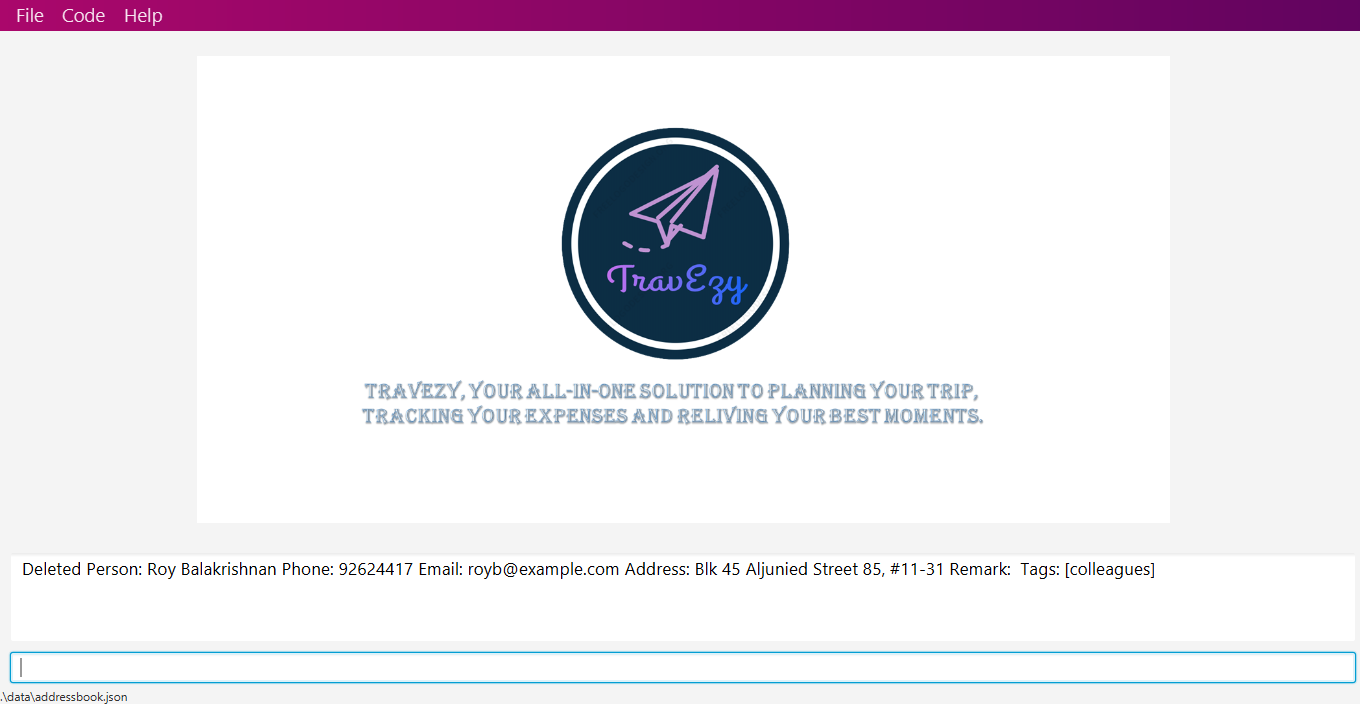 File Code Help
TravEzy
TRAVEZY, YOUR ALL-IN-ONE SOLUTION TO PLANNING YOUR TRIP,
TRACKING YOUR EXPENSES AND RELIVING YOUR BEST MOMENTS.
Deleted Person: Roy Balakrishnan Phone: 92624417 Email: royb@example.com Address: Blk 45 Aljunied Street 85, #11-31 Remark:  Tags: [colleagues]
.\data\addressbook.json